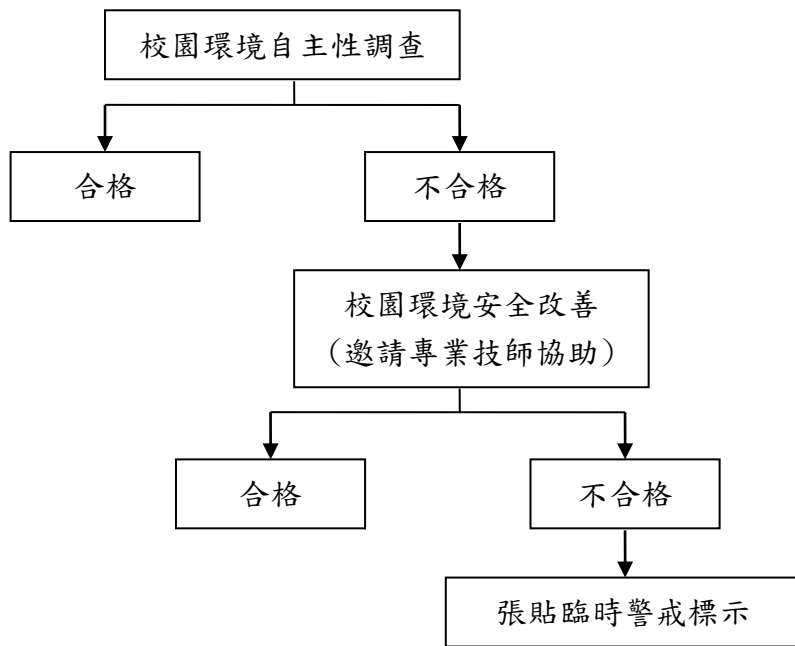 校園環境自主性調查
合格
不合格
校園環境安全改善
（邀請專業技師協助）
合格
不合格
張貼臨時警戒標示